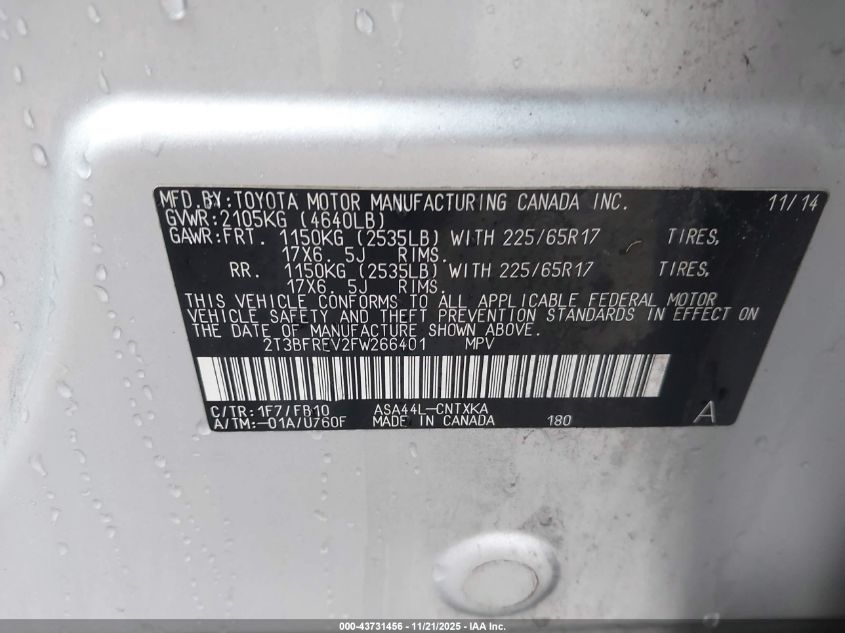 MFD.BY:TOYOTA MOTOR MANUFACTURING CANADA INC. 11/14
GVWR:2105KG (4640LB)
GAWR:FRT. 1150KG (2535LB) WITH 225/65R17 TIRES,
17X6.5J RIMS.
RR. 1150KG (2535LB) WITH 225/65R17 TIRES,
17X6.5J RIMS.
THIS VEHICLE CONFORMS TO ALL APPLICABLE FEDERAL MOTOR
VEHICLE SAFETY AND THEFT PREVENTION STANDARDS IN EFFECT ON
THE DATE OF MANUFACTURE SHOWN ABOVE.
2T3BFREV2FW266401 MPV
C/TR:1F7/FB10 ASA44L-CNTXKA
A/TM:-01A/U760F MADE IN CANADA 180 A
000-43731456 - 11/21/2025 - IAA Inc.